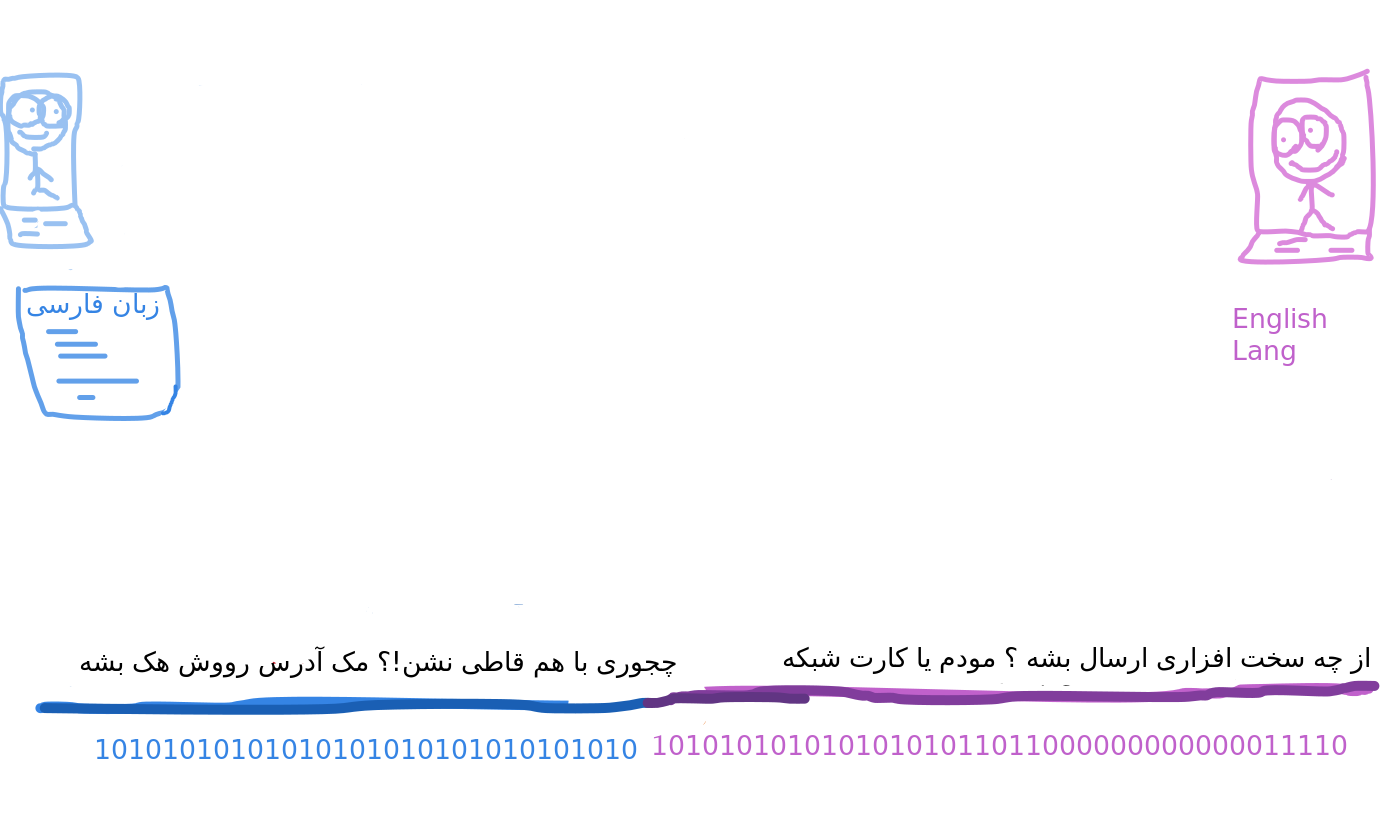 زبان فارسی
English
Lang
از چه سخت افزاری ارسال بشه ؟ مودم یا کارت شبکه
چجوری با هم قاطی نشن!؟ مک آدرس رووش هک بشه
10101010101010101010101010101010
10101010101010101011011000000000000011110